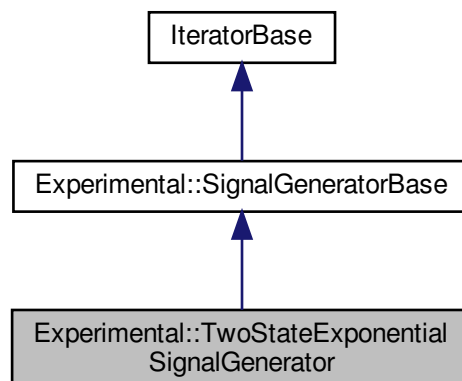 IteratorBase
Experimental::SignalGeneratorBase
Experimental::TwoStateExponential
SignalGenerator